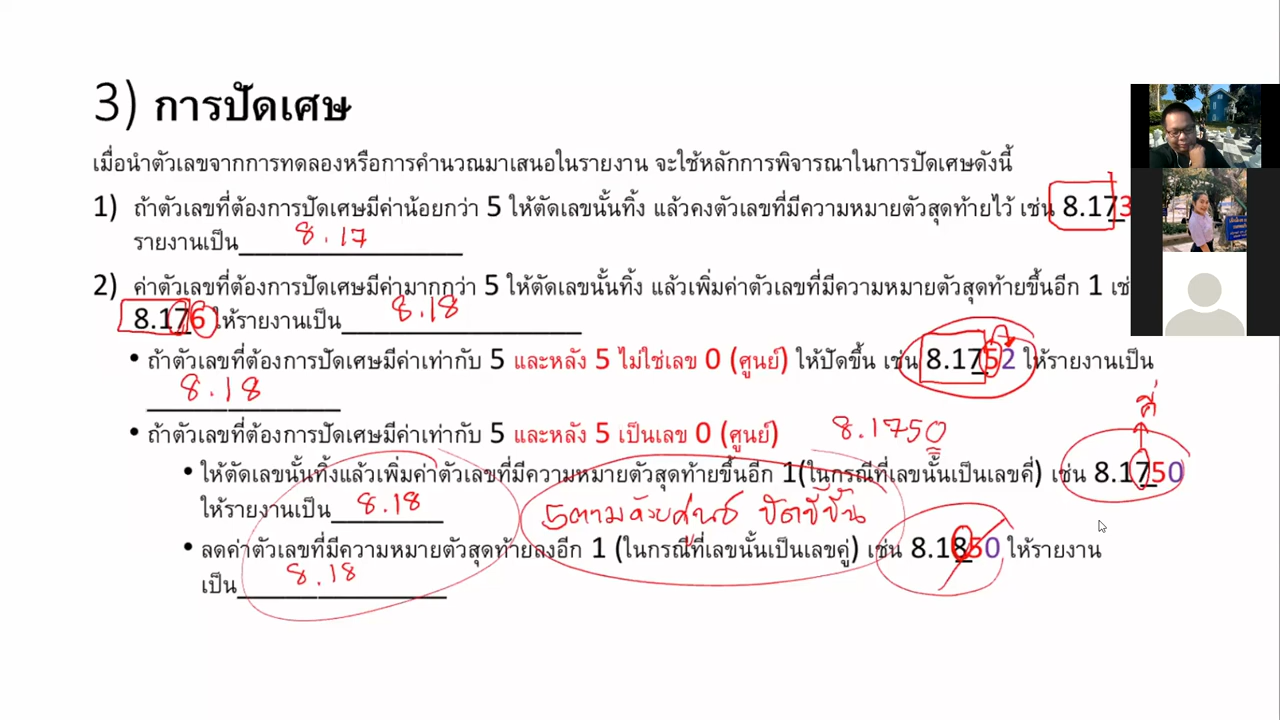 3) การปัดเศษ
เมื่อนำตัวเลขจากการทดลองหรือการคำนวณมาเสนอในรายงาน จะใช้หลักการพิจารณาในการปัดเศษดังนี้
1) ถ้าตัวเลขที่ต้องการปัดเศษมีค่าน้อยกว่า 5 ให้ตัดเลขนั้นทิ้ง แล้วคงตัวเลขที่มีความหมายตัวสุดท้ายไว้ เช่น 8.173
รายงานเป็น 8.17
2) ค่าตัวเลขที่ต้องการปัดเศษมีค่ามากกว่า 5 ให้ตัดเลขนั้นทิ้ง แล้วเพิ่มค่าตัวเลขที่มีความหมายตัวสุดท้ายขึ้นอีก 1 เช่
8.176 ให้รายงานเป็น 8.18
• ถ้าตัวเลขที่ต้องการปัดเศษมีค่าเท่ากับ 5 และหลัง 5 ไม่ใช่เลข 0 (ศูนย์) ให้ปัดขึ้น เช่น 8.1752 ให้รายงานเป็น
8.18
คี่
• ถ้าตัวเลขที่ต้องการปัดเศษมีค่าเท่ากับ 5 และหลัง 5 เป็นเลข 0 (ศูนย์) 8.1750
• ให้ตัดเลขนั้นทิ้งแล้วเพิ่มค่าตัวเลขที่มีความหมายตัวสุดท้ายขึ้นอีก 1(ในกรณีที่เลขนั้นเป็นเลขคี่) เช่น 8.1750
ให้รายงานเป็น 8.18 5ตามด้วยศูนย์ ปัดขี้ขึ้น
• ลดค่าตัวเลขที่มีความหมายตัวสุดท้ายลงอีก 1 (ในกรณีที่เลขนั้นเป็นเลขคู่) เช่น 8.1850 ให้รายงาน
เป็น 8.18